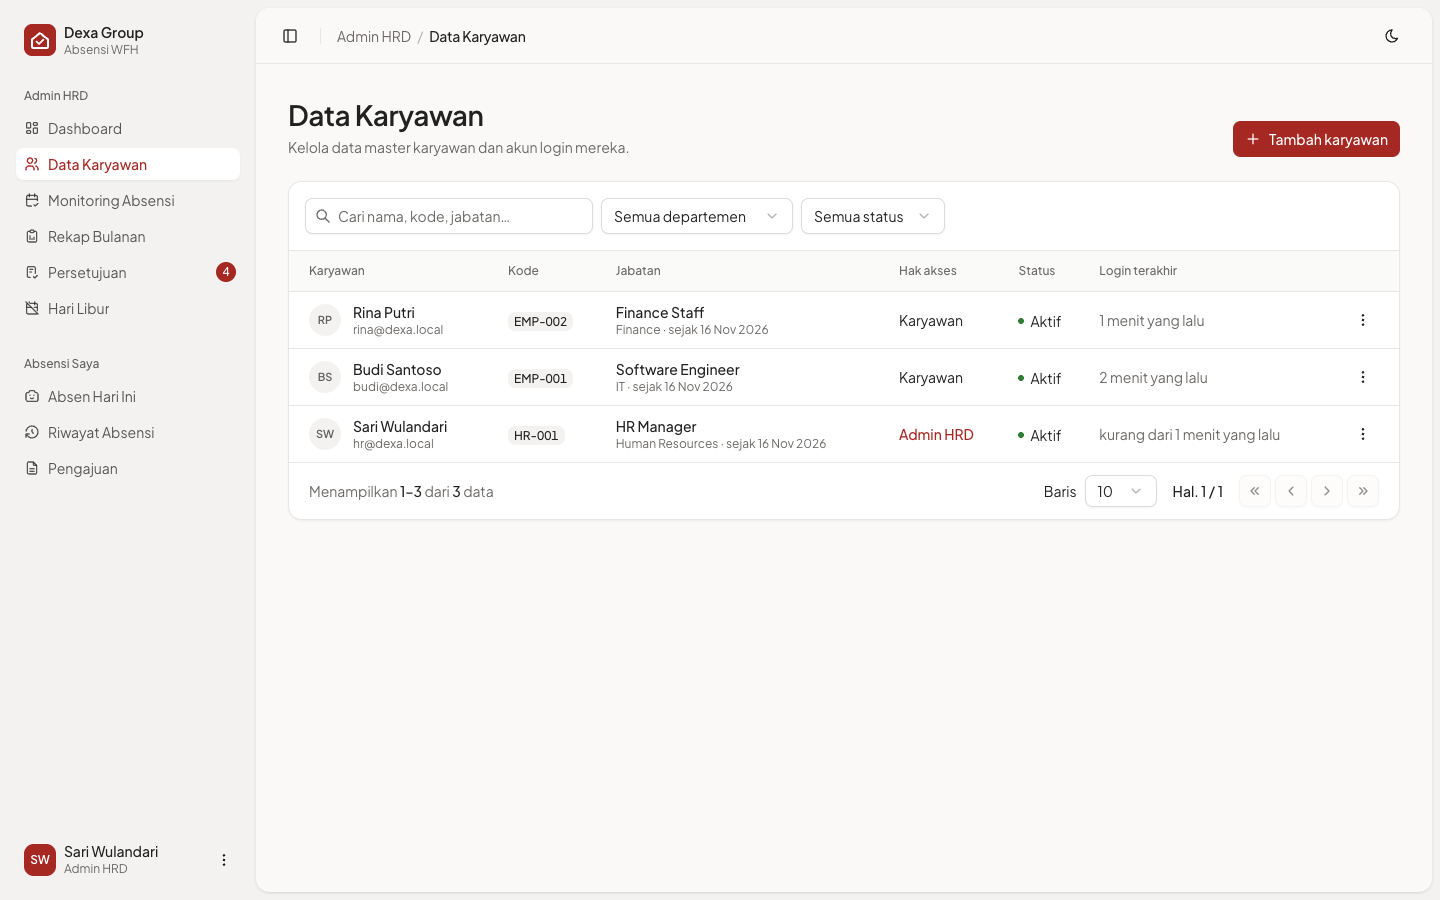 Dexa Group
Absensi WFH
Admin HRD
Dashboard
Data Karyawan
Monitoring Absensi
Rekap Bulanan
Persetujuan 4
Hari Libur
Absensi Saya
Absen Hari Ini
Riwayat Absensi
Pengajuan
SW Sari Wulandari
Admin HRD
Admin HRD / Data Karyawan
Data Karyawan
Kelola data master karyawan dan akun login mereka.
Tambah karyawan
Cari nama, kode, jabatan… Semua departemen Semua status
Karyawan Kode Jabatan Hak akses Status Login terakhir
RP Rina Putri EMP-002 Finance Staff Karyawan Aktif 1 menit yang lalu
rina@dexa.local Finance · sejak 16 Nov 2026
BS Budi Santoso EMP-001 Software Engineer Karyawan Aktif 2 menit yang lalu
budi@dexa.local IT · sejak 16 Nov 2026
SW Sari Wulandari HR-001 HR Manager Admin HRD Aktif kurang dari 1 menit yang lalu
hr@dexa.local Human Resources · sejak 16 Nov 2026
Menampilkan 1–3 dari 3 data Baris 10 Hal. 1 / 1